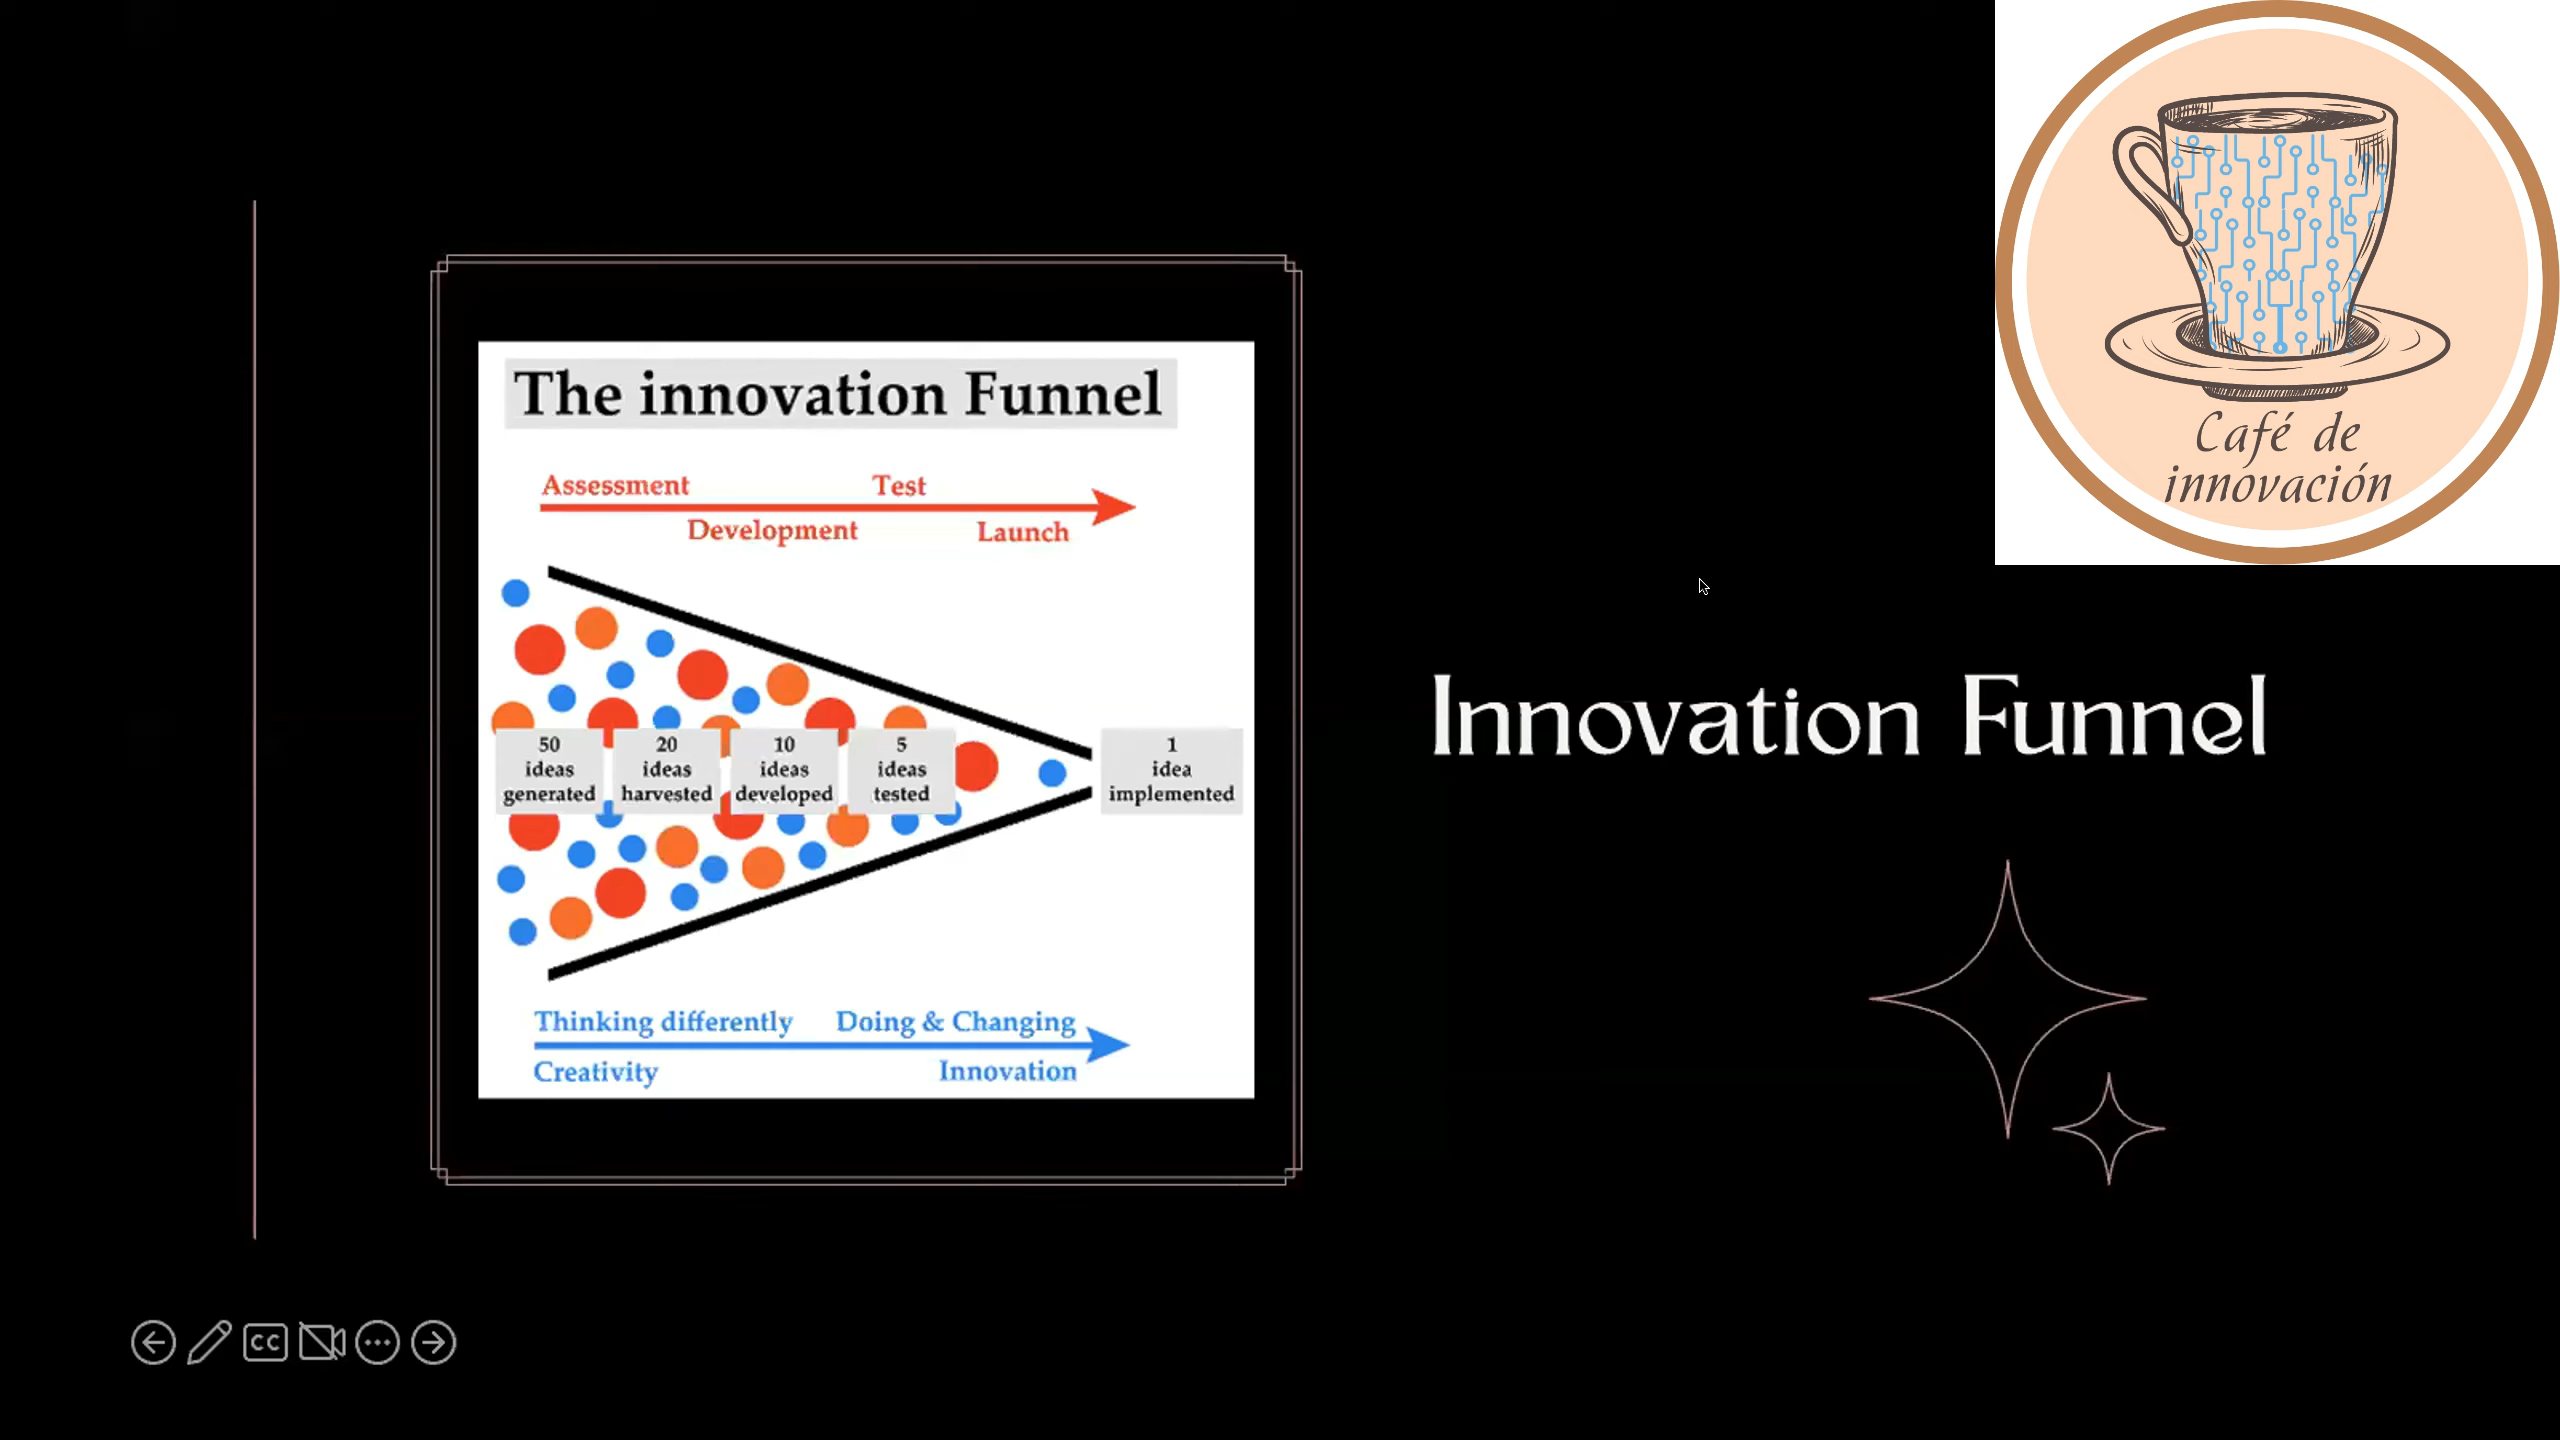 The innovation Funnel
Assessment
Test
Development
Launch
50
ideas
generated
20
ideas
harvested
10
ideas
developed
5
ideas
tested
1
idea
implemented
Thinking differently
Doing & Changing
Creativity
Innovation
Innovation Funnel
Café de
innovación
CC